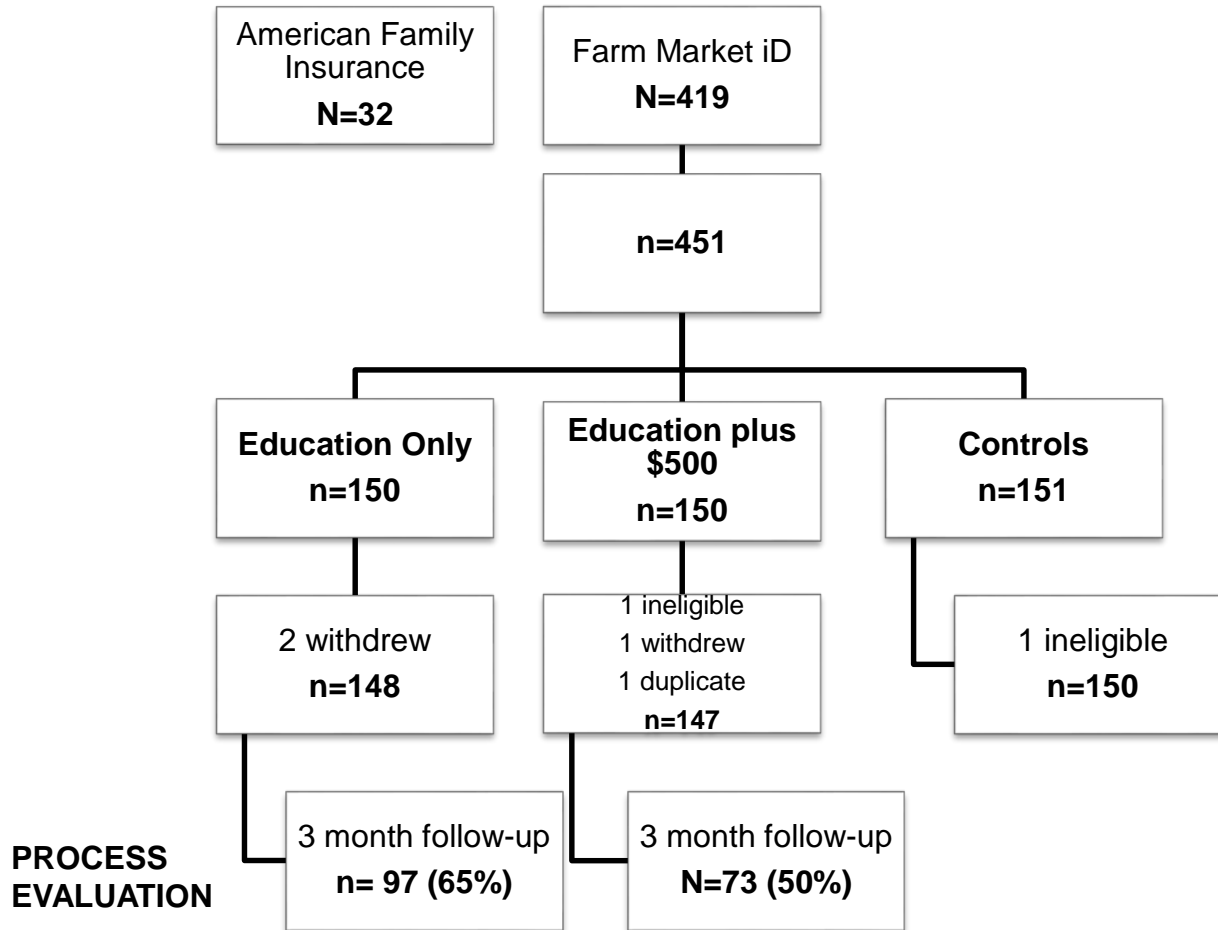 American Family
Insurance
N=32
Farm Market iD
N=419
n=451
Education Only
n=150
Education plus
$500
n=150
Controls
n=151
2 withdrew
n=148
1 ineligible
1 withdrew
1 duplicate
n=147
1 ineligible
n=150
PROCESS
EVALUATION
3 month follow-up
n= 97 (65%)
3 month follow-up
N=73 (50%)